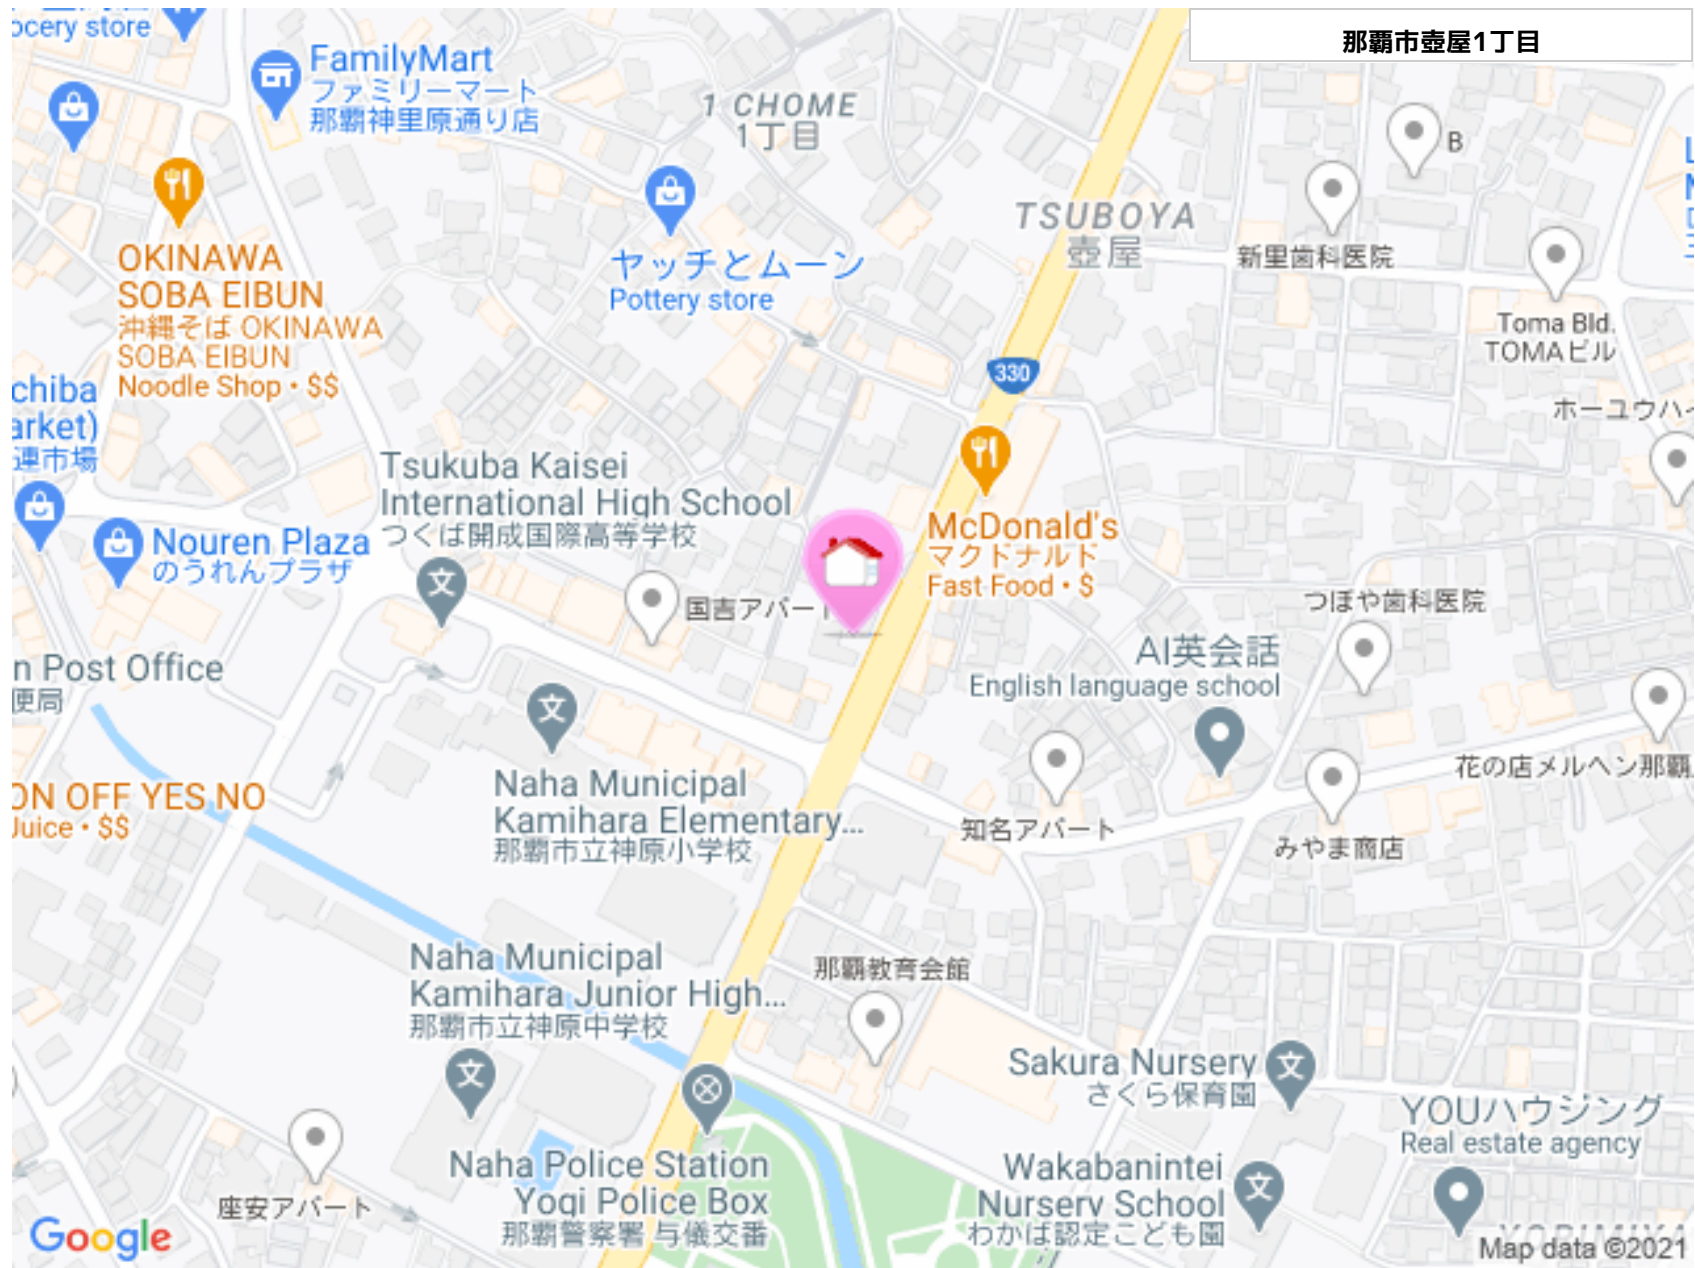 那覇市壺屋1丁目
ocery store
FamilyMart
ファミリーマート
那覇神里原通り店
1 CHOME
1丁目
B
TSUBOYA
壺屋
新里歯科医院
ヤッチとムーン
Pottery store
OKINAWA
SOBA EIBUN
沖縄そば OKINAWA
SOBA EIBUN
Noodle Shop • $$
Toma Bld.
TOMAビル
330
ホーユウハイ
chiba
arket)
連市場
Tsukuba Kaisei
International High School
つくば開成国際高等学校
McDonald's
マクドナルド
Fast Food • $
Nouren Plaza
のうれんプラザ
国吉アパート
つぼや歯科医院
AI英会話
English language school
n Post Office
便局
花の店メルヘン那覇
ON OFF YES NO
Juice • $$
Naha Municipal
Kamihara Elementary...
那覇市立神原小学校
知名アパート
みやま商店
Naha Municipal
Kamihara Junior High...
那覇市立神原中学校
那覇教育会館
Sakura Nursery
さくら保育園
YOUハウジング
Real estate agency
Naha Police Station
Yogi Police Box
那覇警察署 与儀交番
Wakabanintei
Nursery School
わかば認定こども園
座安アパート
Google
Map data ©2021